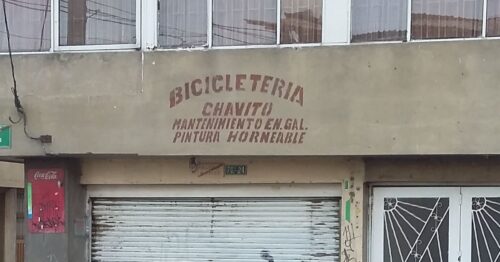 BICICLETERIA
CHAVITO
MANTENIMIENTO EN.GAL.
PINTURA HORNEABLE
Coca-Cola